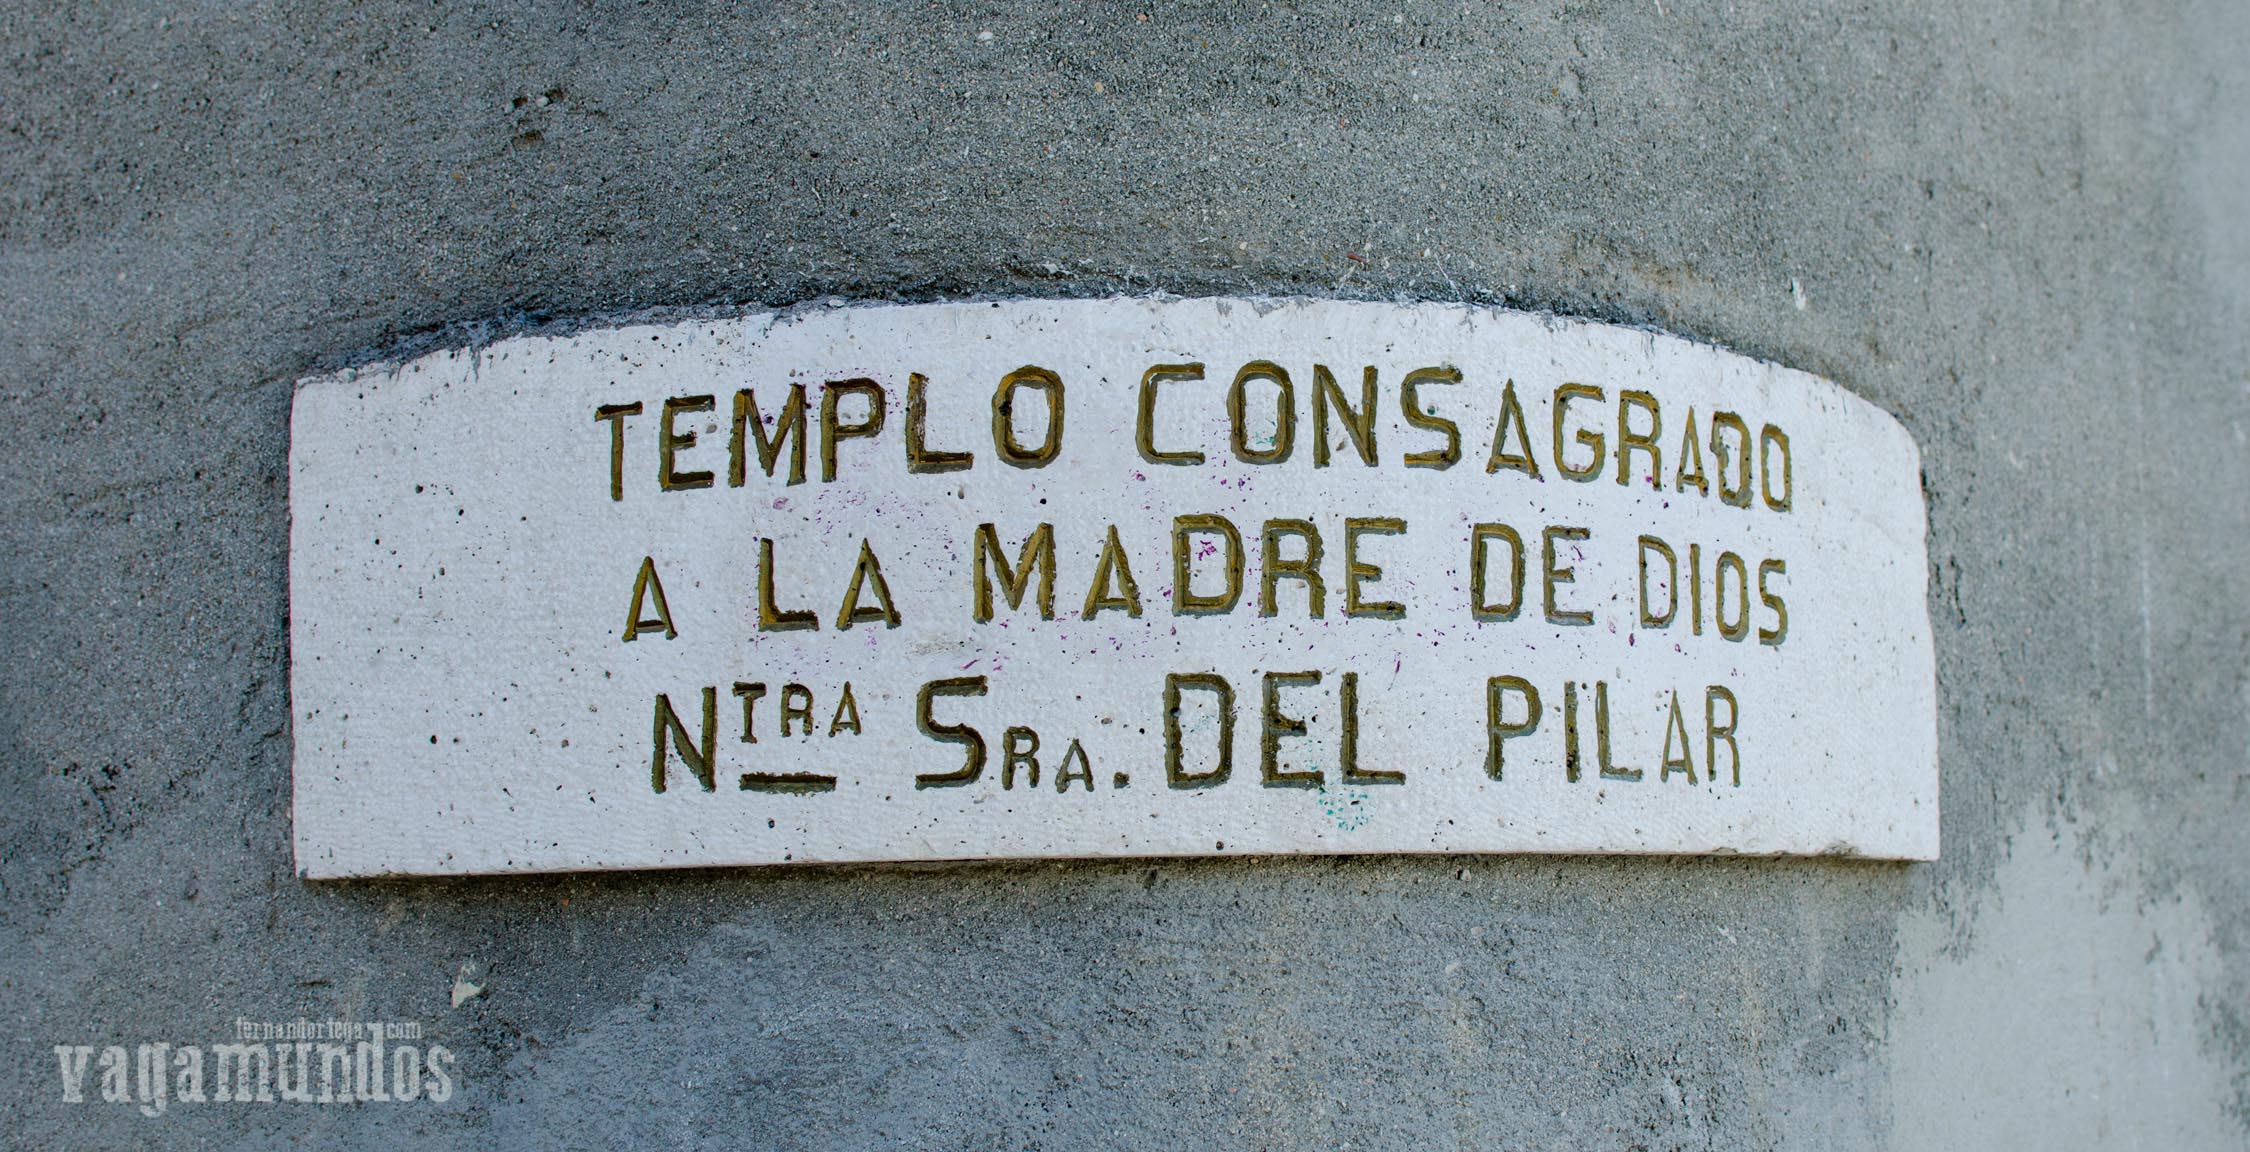 TEMPLO CONSAGRADO
A LA MADRE DE DIOS
NTRA SRA. DEL PILAR
fernandortega.com
vagamundos